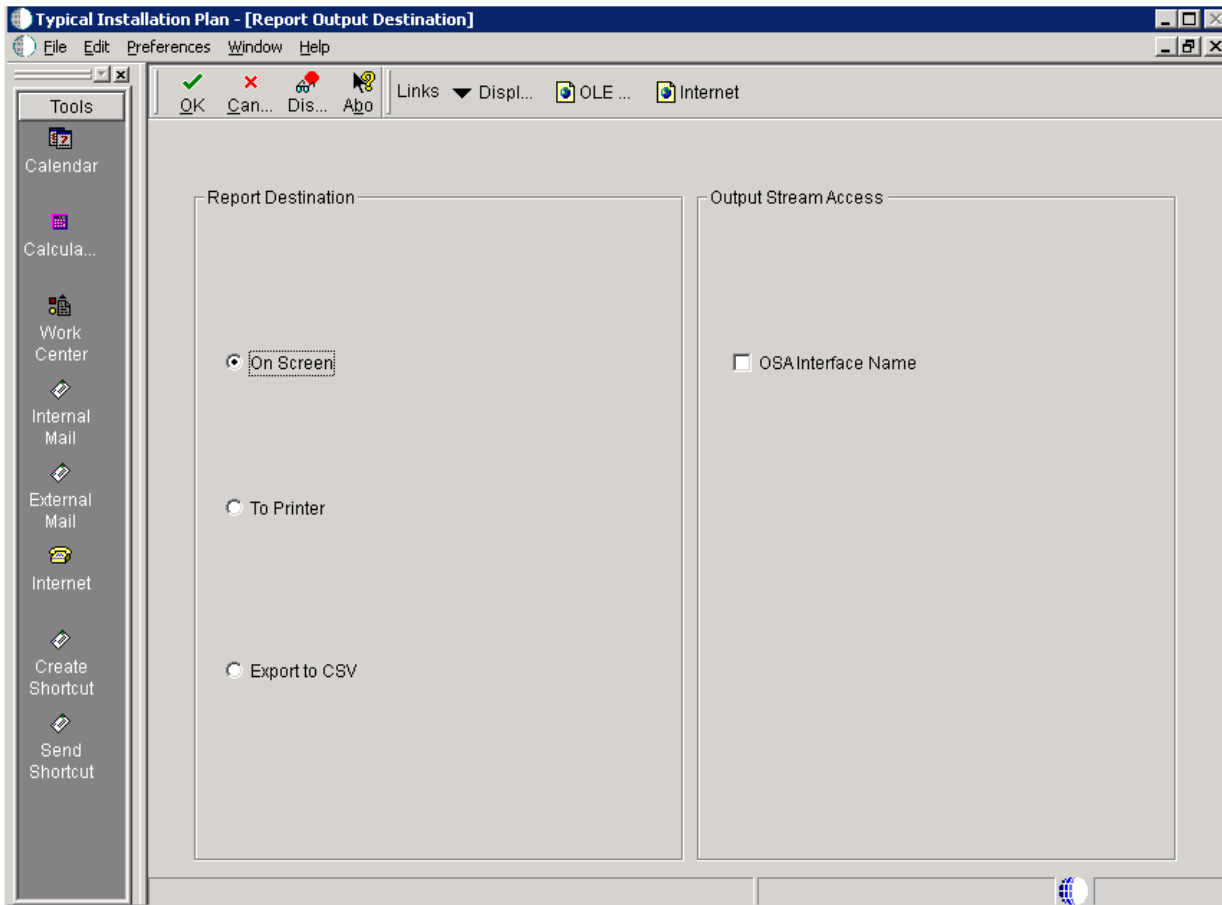 Typical Installation Plan - [Report Output Destination]
File Edit Preferences Window Help
OK Can... Dis... Abo Links Displ... OLE ... Internet
Tools
Calendar
Calcula...
Work
Center
Internal
Mail
External
Mail
Internet
Create
Shortcut
Send
Shortcut
Report Destination
On Screen
To Printer
Export to CSV
Output Stream Access
OSA Interface Name